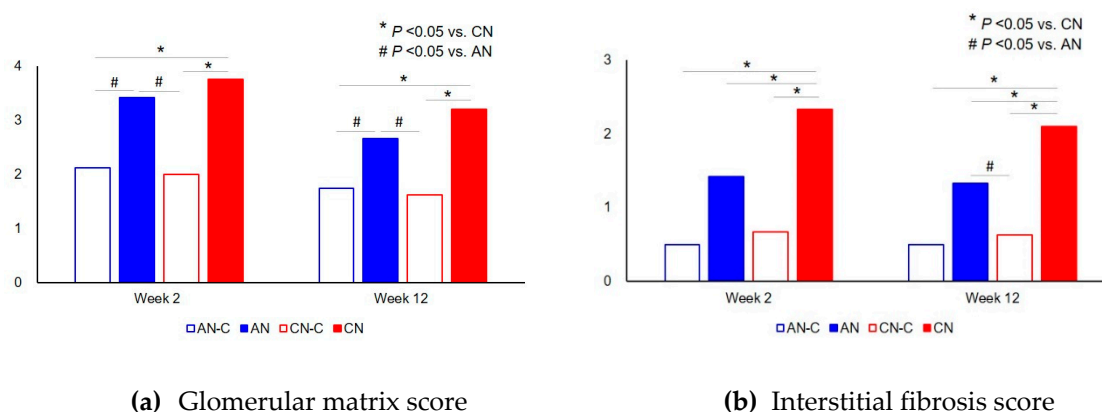 * P <0.05 vs. CN
# P <0.05 vs. AN
4
3
2
1
0
*
# # *
*
# # *
Week 2 Week 12
AN-C AN CN-C CN
(a) Glomerular matrix score
* P <0.05 vs. CN
# P <0.05 vs. AN
3
2
1
0
*
*
*
*
*
*
#
Week 2 Week 12
AN-C AN CN-C CN
(b) Interstitial fibrosis score